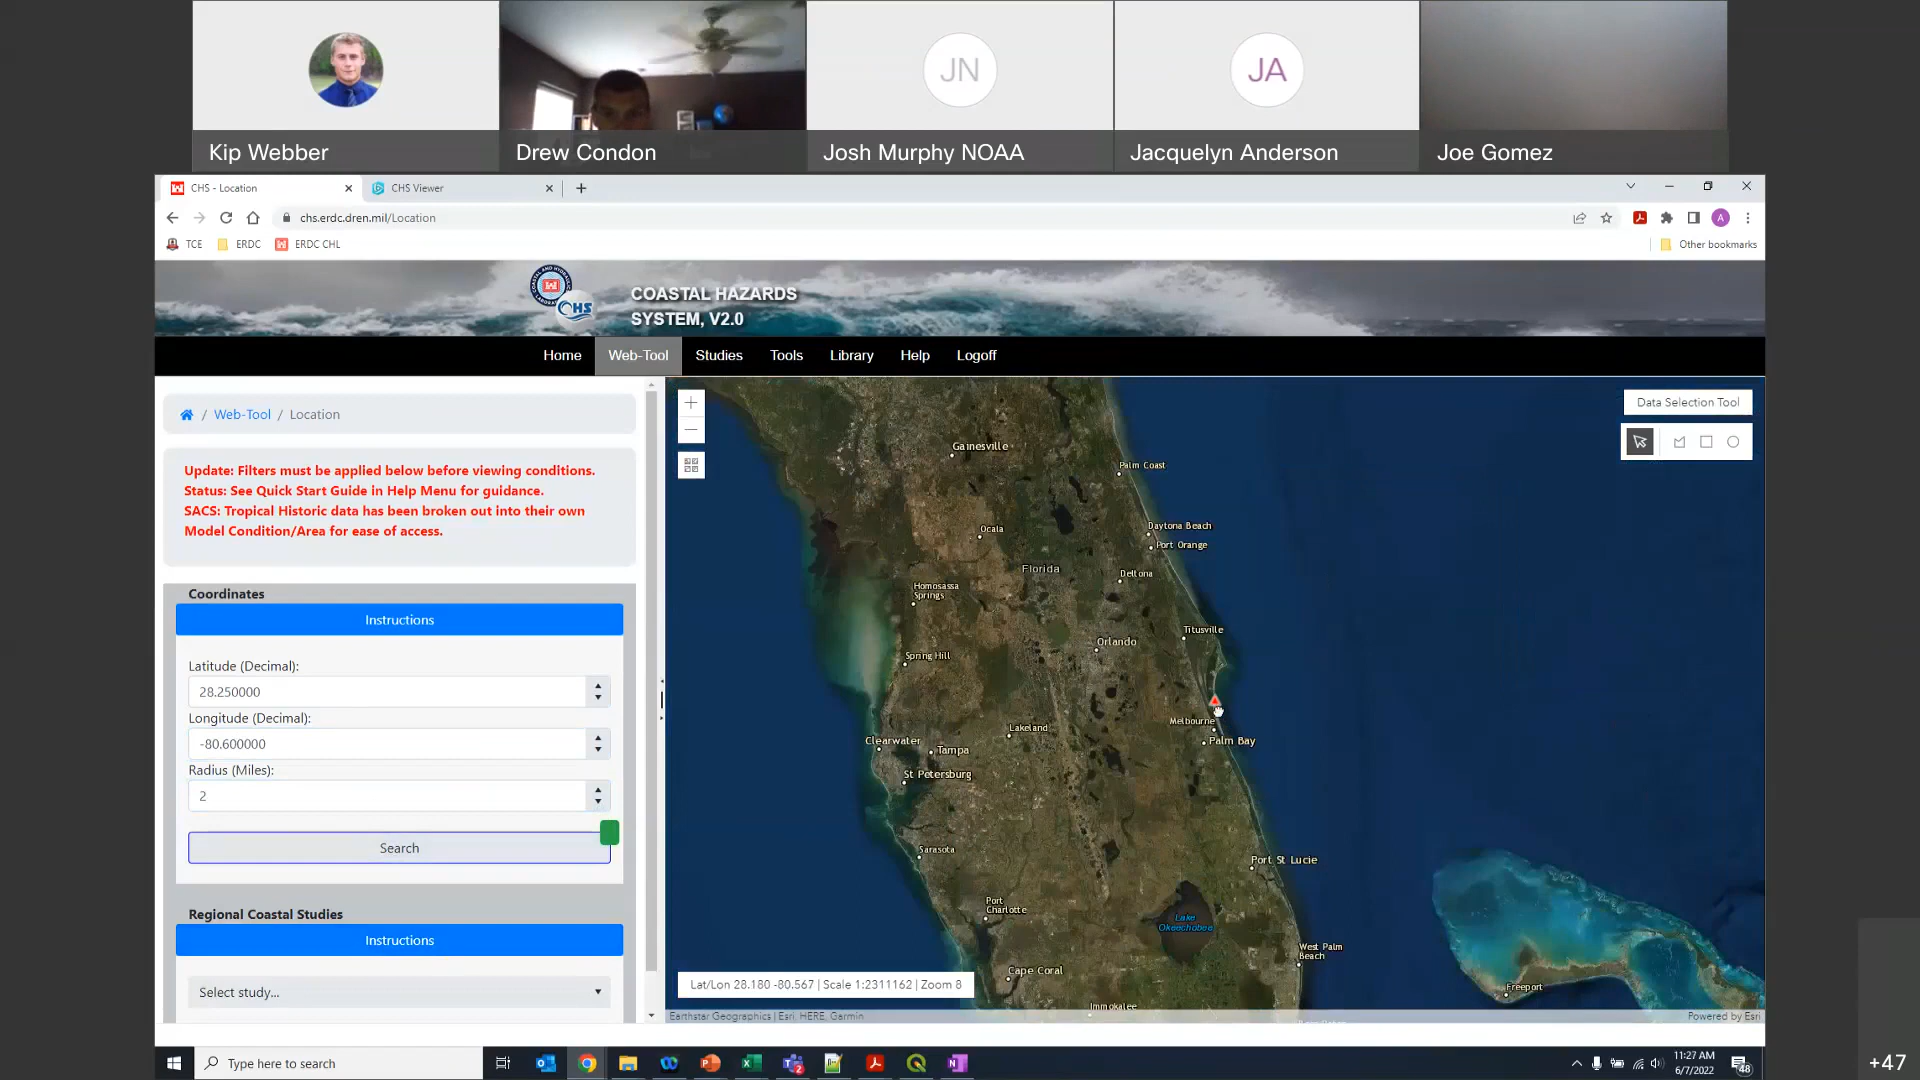 JN
JA
Kip Webber
Drew Condon
Josh Murphy NOAA
Jacquelyn Anderson
Joe Gomez
CHS - Location
CHS Viewer
chs.erdc.dren.mil/Location
A
TCE
ERDC
ERDC CHL
Other bookmarks
CHS
COASTAL HAZARDS
SYSTEM, V2.0
Home
Web-Tool
Studies
Tools
Library
Help
Logoff
/ Web-Tool / Location
Update: Filters must be applied below before viewing conditions.
Status: See Quick Start Guide in Help Menu for guidance.
SACS: Tropical Historic data has been broken out into their own
Model Condition/Area for ease of access.
Coordinates
Instructions
Latitude (Decimal):
28.250000
Longitude (Decimal):
-80.600000
Radius (Miles):
2
Search
Regional Coastal Studies
Instructions
Select study...
Data Selection Tool
Gainesville
Palm Coast
Ocala
Daytona Beach
Port Orange
Florida
Deltona
Homosassa
Springs
Titusville
Orlando
Spring Hill
Melbourne
Lakeland
Clearwater
Tampa
Palm Bay
St Petersburg
Sarasota
Port St Lucie
Port
Charlotte
Lake
Okeechobee
West Palm
Beach
Cape Coral
Freeport
Immokalee
Lat/Lon 28.180 -80.567 | Scale 1:2311162 | Zoom 8
Earthstar Geographics | Esri, HERE, Garmin
Powered by Esri
Type here to search
11:27 AM
6/7/2022
48
+47